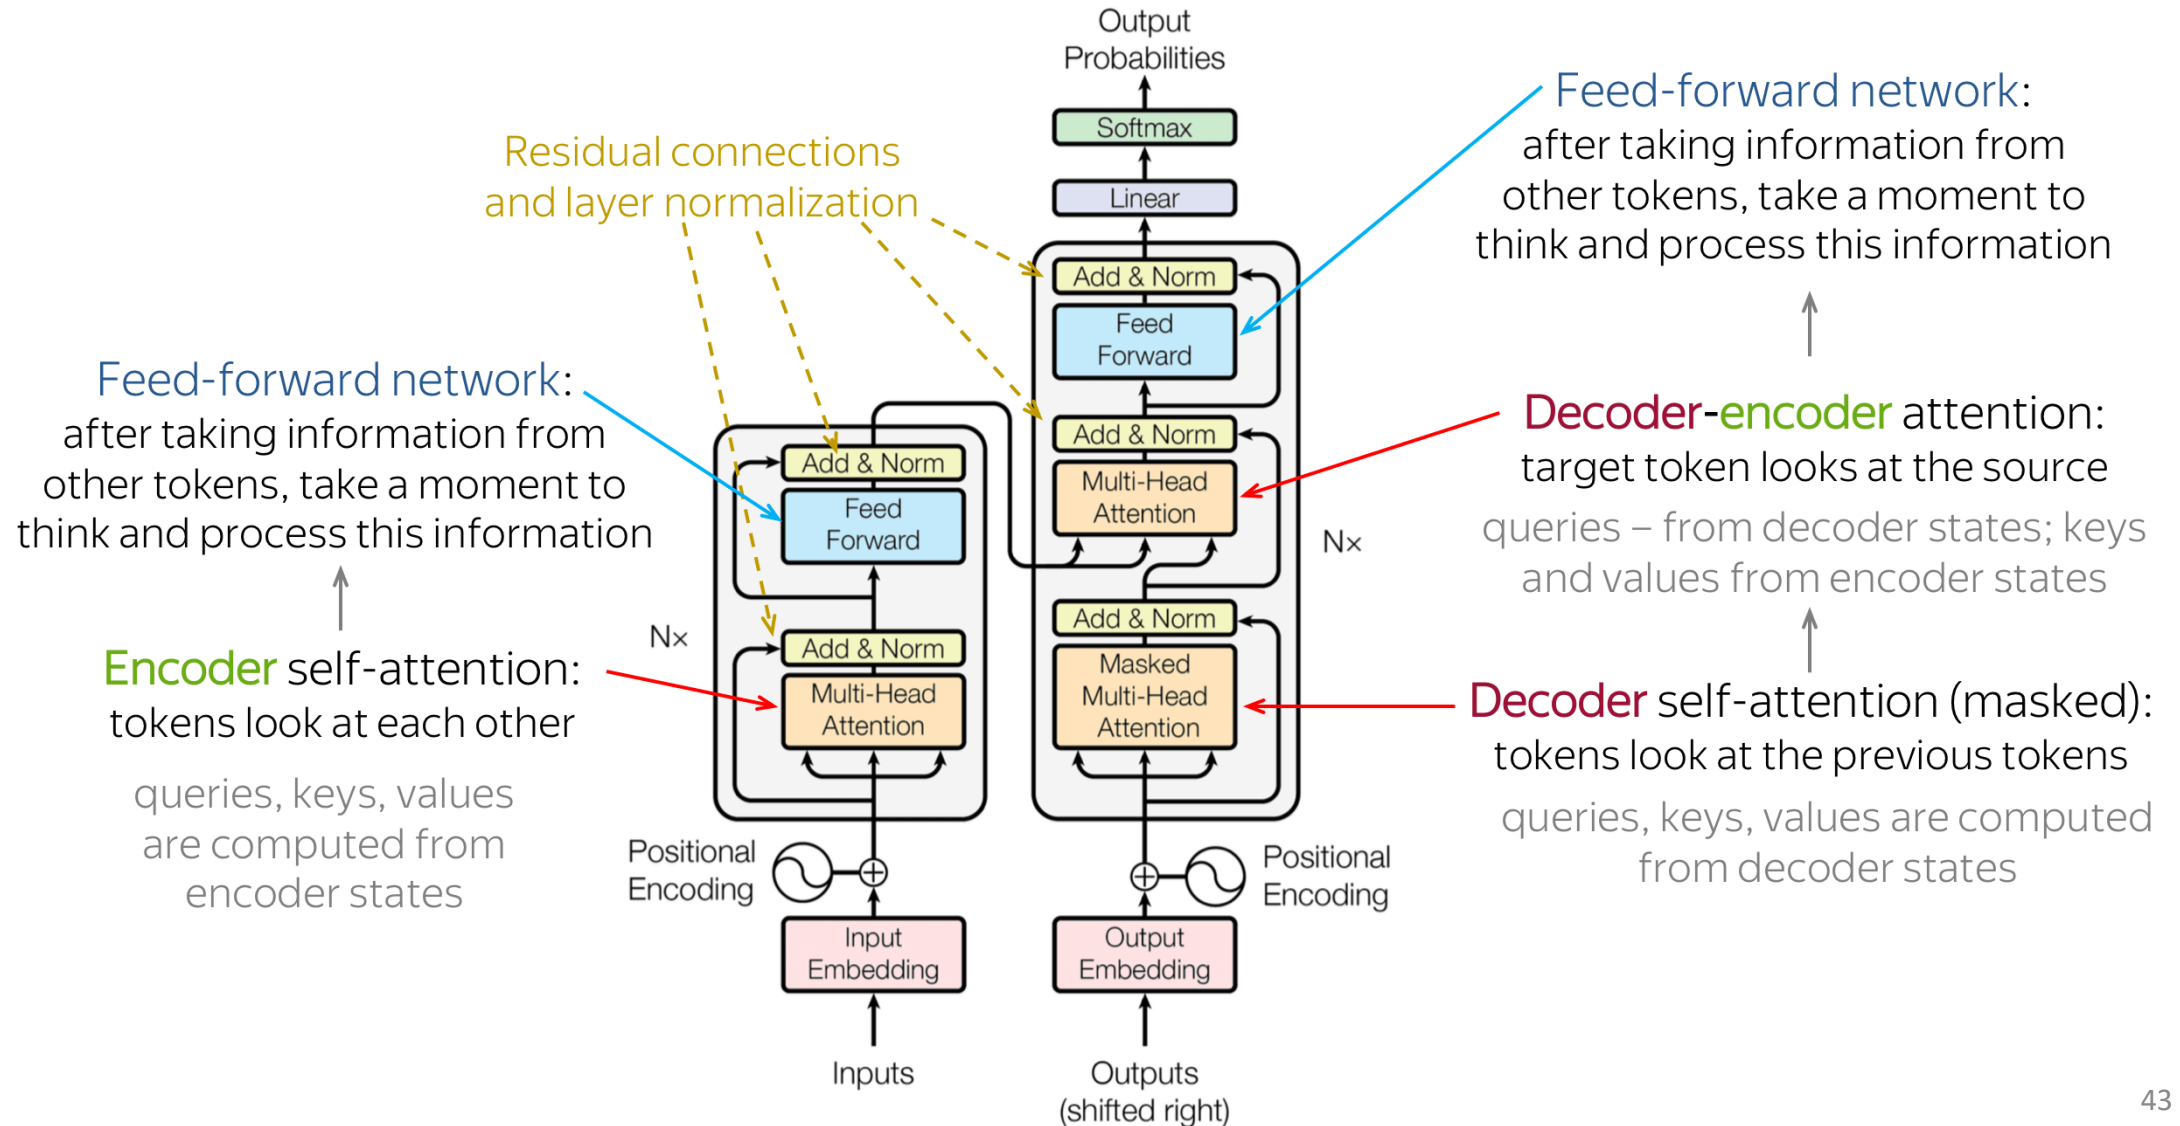 Output
Probabilities
Softmax
Linear
Add & Norm
Feed
Forward
Add & Norm
Multi-Head
Attention
Nx
Add & Norm
Masked
Multi-Head
Attention
Positional
Encoding
Output
Embedding
Outputs
(shifted right)
Residual connections
and layer normalization
Feed-forward network:
after taking information from
other tokens, take a moment to
think and process this information
Encoder self-attention:
tokens look at each other
queries, keys, values
are computed from
encoder states
Add & Norm
Feed
Forward
Nx
Add & Norm
Multi-Head
Attention
Positional
Encoding
Input
Embedding
Inputs
Feed-forward network:
after taking information from
other tokens, take a moment to
think and process this information
Decoder-encoder attention:
target token looks at the source
queries – from decoder states; keys
and values from encoder states
Decoder self-attention (masked):
tokens look at the previous tokens
queries, keys, values are computed
from decoder states
43